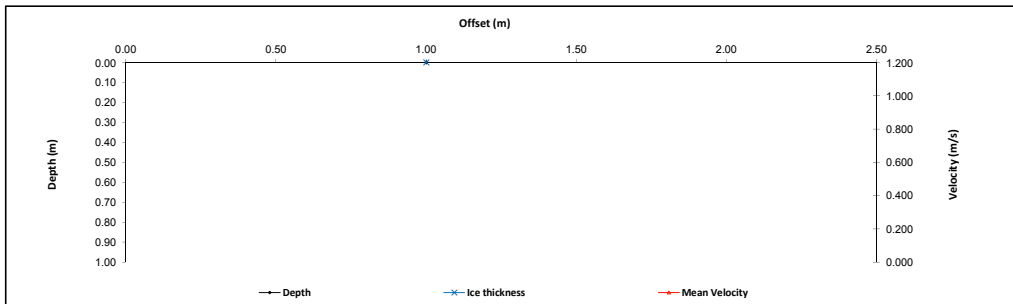 Offset (m)
0.00 0.50 1.00 1.50 2.00 2.50
0.00 1.200
0.10
0.20 1.000
0.30
0.40 0.800
0.50 0.600
0.60
0.70 0.400
0.80 0.200
0.90
1.00 0.000
Depth (m)
Velocity (m/s)
Depth Ice thickness Mean Velocity